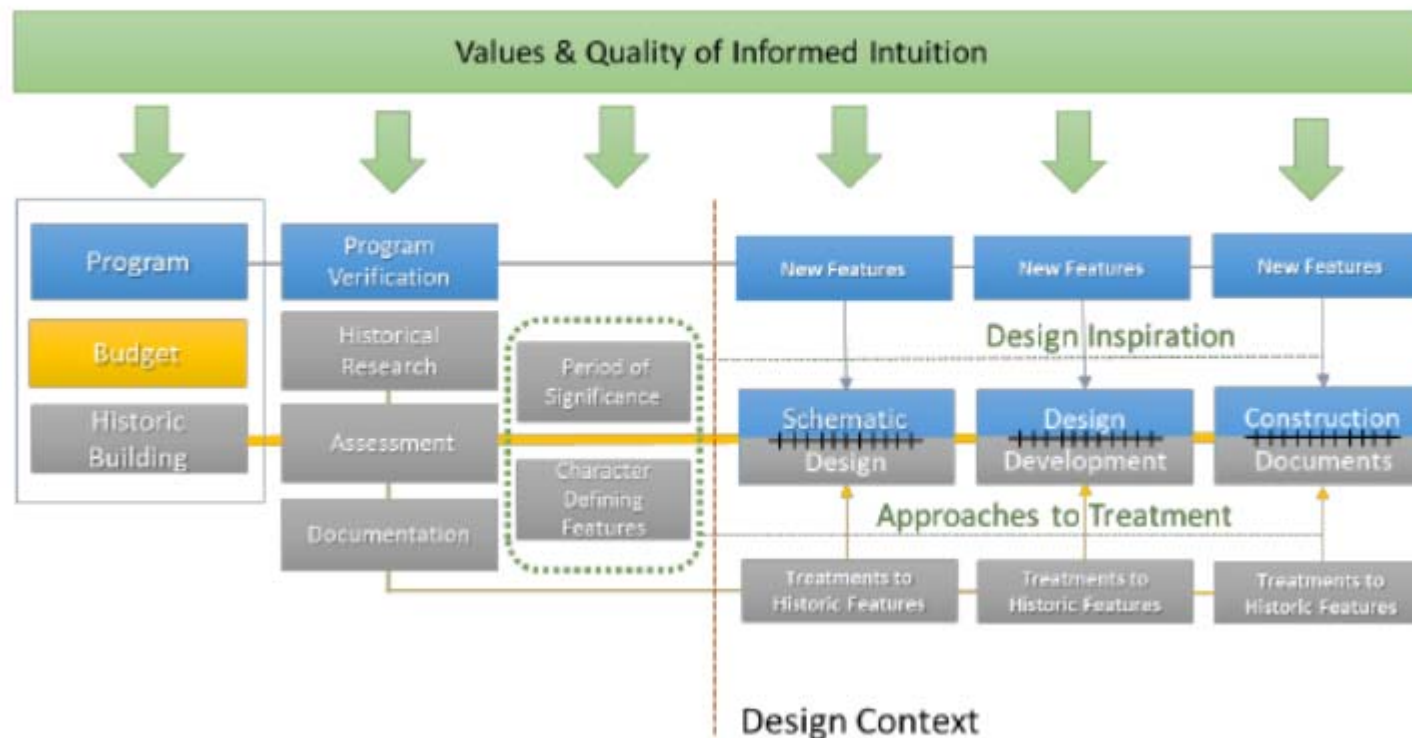 Values & Quality of Informed Intuition
Program
Budget
Historic
Building
Program
Verification
Historical
Research
Assessment
Documentation
Period of
Significance
Character
Defining
Features
New Features
New Features
New Features
Design Inspiration
Schematic
Design
Design
Development
Construction
Documents
Approaches to Treatment
Treatments to
Historic Features
Treatments to
Historic Features
Treatments to
Historic Features
Design Context